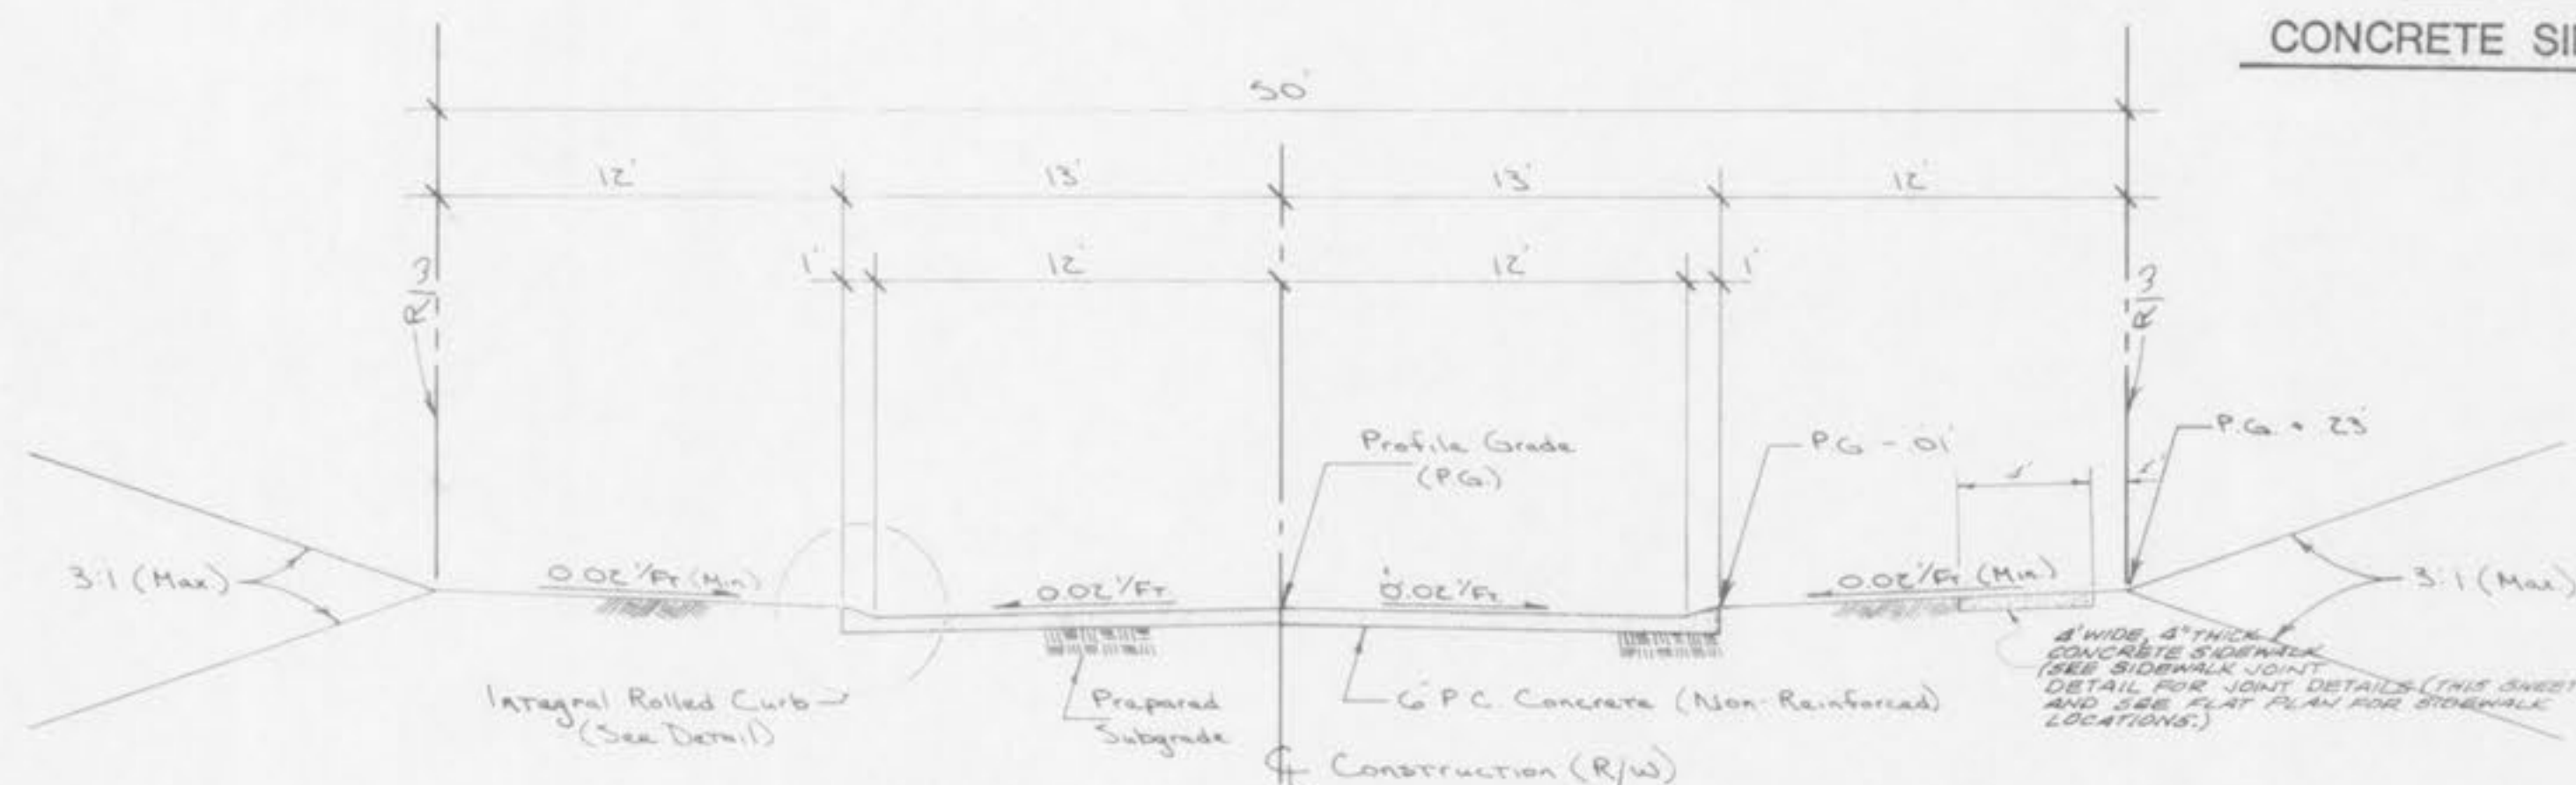 CONCRETE SI
50'
12' 13' 13' 12'
1' 12' 12' 1'
R/W R/W
Profile Grade
(P.G.)
P.G - .01'
P.G. + 23'
4' 1'
3:1 (Max.) 0.02'/Ft (Min) 0.02'/Ft 0.02'/Ft 0.02'/Ft (Min.) 3:1 (Max.)
Integral Rolled Curb
(See Detail)
Prepared
Subgrade
6" P.C. Concrete (Non-Reinforced)
4' WIDE, 4" THICK
CONCRETE SIDEWALK
(SEE SIDEWALK JOINT
DETAIL FOR JOINT DETAILS (THIS SHEET
AND SEE PLAT PLAN FOR SIDEWALK
LOCATIONS.)
℄ Construction (R/W)